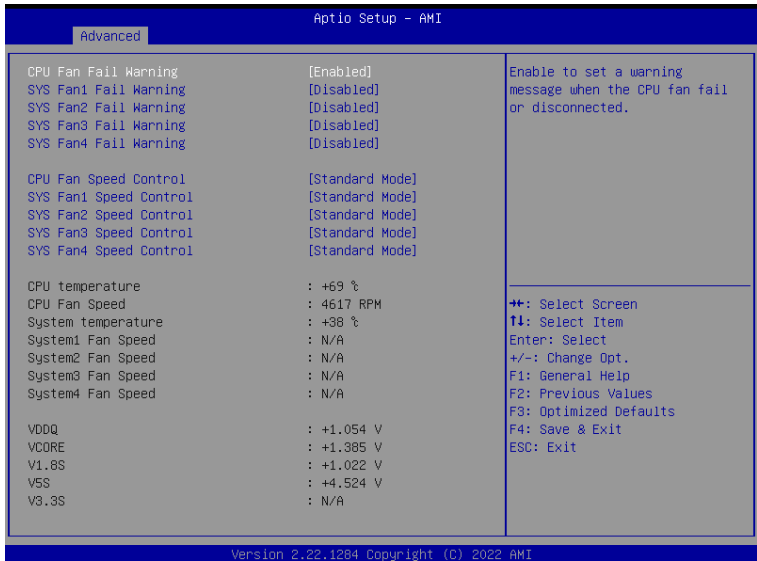 Aptio Setup – AMI
Advanced
CPU Fan Fail Warning [Enabled]
SYS Fan1 Fail Warning [Disabled]
SYS Fan2 Fail Warning [Disabled]
SYS Fan3 Fail Warning [Disabled]
SYS Fan4 Fail Warning [Disabled]
CPU Fan Speed Control [Standard Mode]
SYS Fan1 Speed Control [Standard Mode]
SYS Fan2 Speed Control [Standard Mode]
SYS Fan3 Speed Control [Standard Mode]
SYS Fan4 Speed Control [Standard Mode]
CPU temperature : +69 ℃
CPU Fan Speed : 4617 RPM
System temperature : +38 ℃
System1 Fan Speed : N/A
System2 Fan Speed : N/A
System3 Fan Speed : N/A
System4 Fan Speed : N/A
VDDQ : +1.054 V
VCORE : +1.385 V
V1.8S : +1.022 V
V5S : +4.524 V
V3.3S : N/A
Enable to set a warning
message when the CPU fan fail
or disconnected.
→←: Select Screen
↑↓: Select Item
Enter: Select
+/-: Change Opt.
F1: General Help
F2: Previous Values
F3: Optimized Defaults
F4: Save & Exit
ESC: Exit
Version 2.22.1284 Copyright (C) 2022 AMI